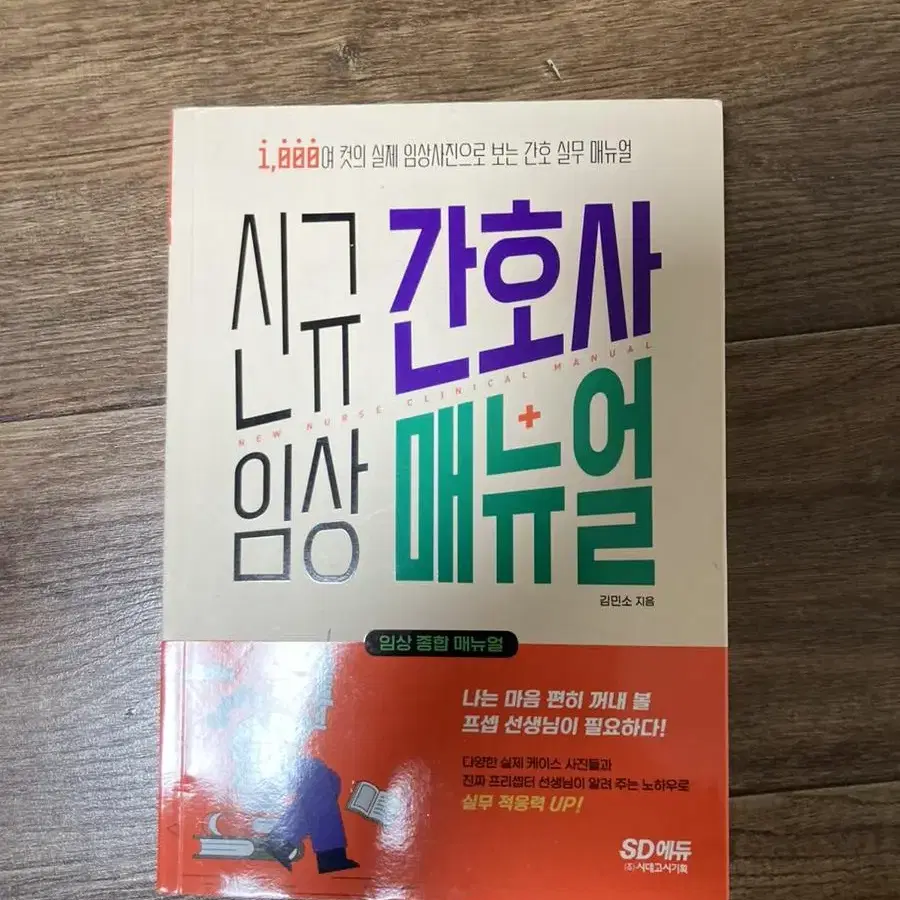 1,000여 컷의 실제 임상사진으로 보는 간호 실무 매뉴얼
신규 간호사
NEW NURSE CLINICAL MANUAL
임상 매뉴얼
김민소 지음
임상 종합 매뉴얼
나는 마음 편히 꺼내 볼
프셉 선생님이 필요하다!
다양한 실제 케이스 사진들과
진짜 프리셉터 선생님이 알려 주는 노하우로
실무 적응력 UP!
SD에듀
(주)시대고시기획